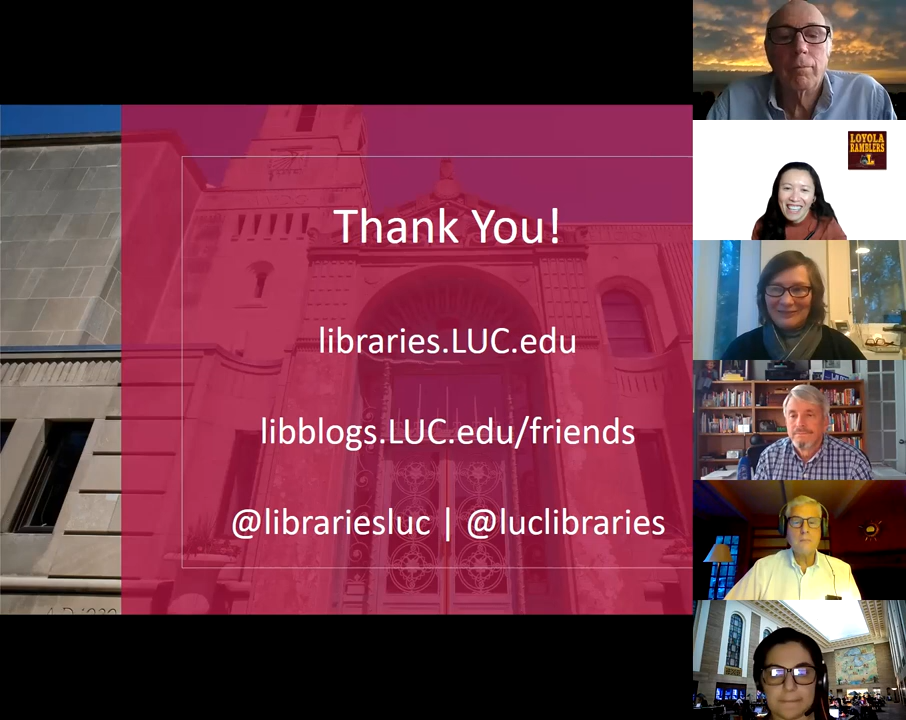 Thank You!
libraries.LUC.edu
libblogs.LUC.edu/friends
@librariesluc | @luclibraries
LOYOLA
RAMBLERS
L